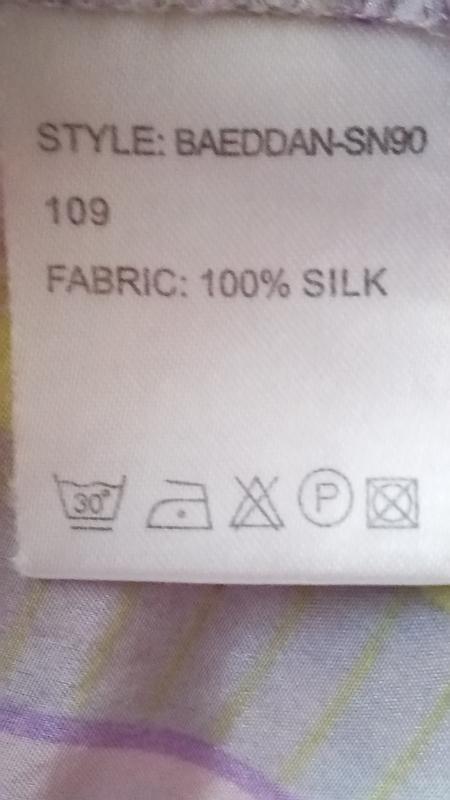 STYLE: BAEDDAN-SN90
109
FABRIC: 100% SILK
30° P